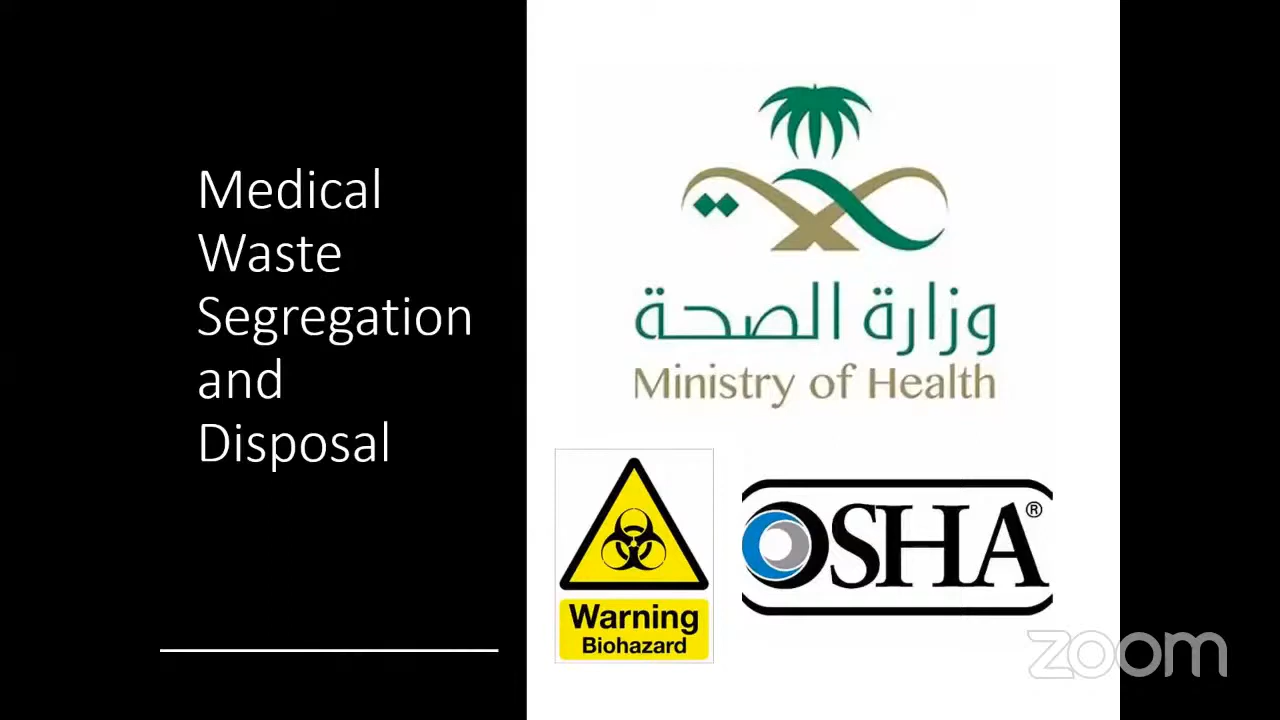 Medical
Waste
Segregation
and
Disposal
وزارة الصحة
Ministry of Health
Warning
Biohazard
OSHA®
zoom